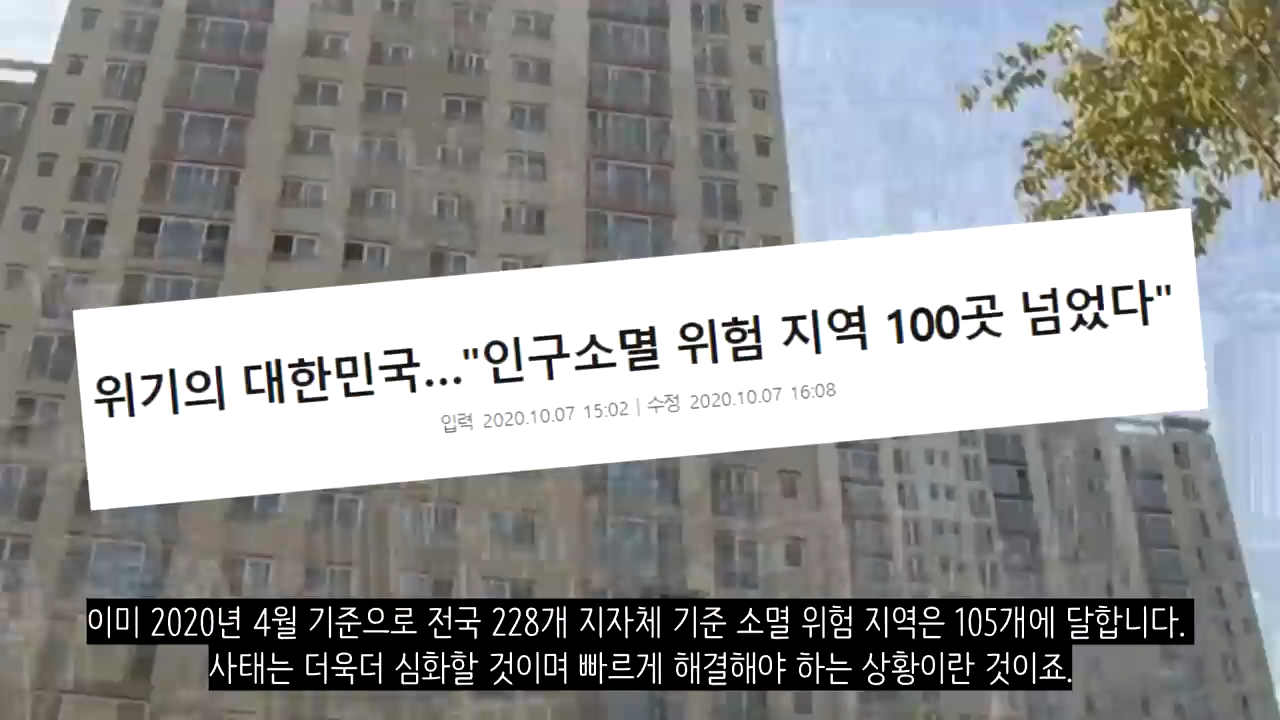 위기의 대한민국..."인구소멸 위험 지역 100곳 넘었다"
입력 2020.10.07 15:02 | 수정 2020.10.07 16:08
이미 2020년 4월 기준으로 전국 228개 지자체 기준 소멸 위험 지역은 105개에 달합니다.
사태는 더욱더 심화할 것이며 빠르게 해결해야 하는 상황이란 것이죠.